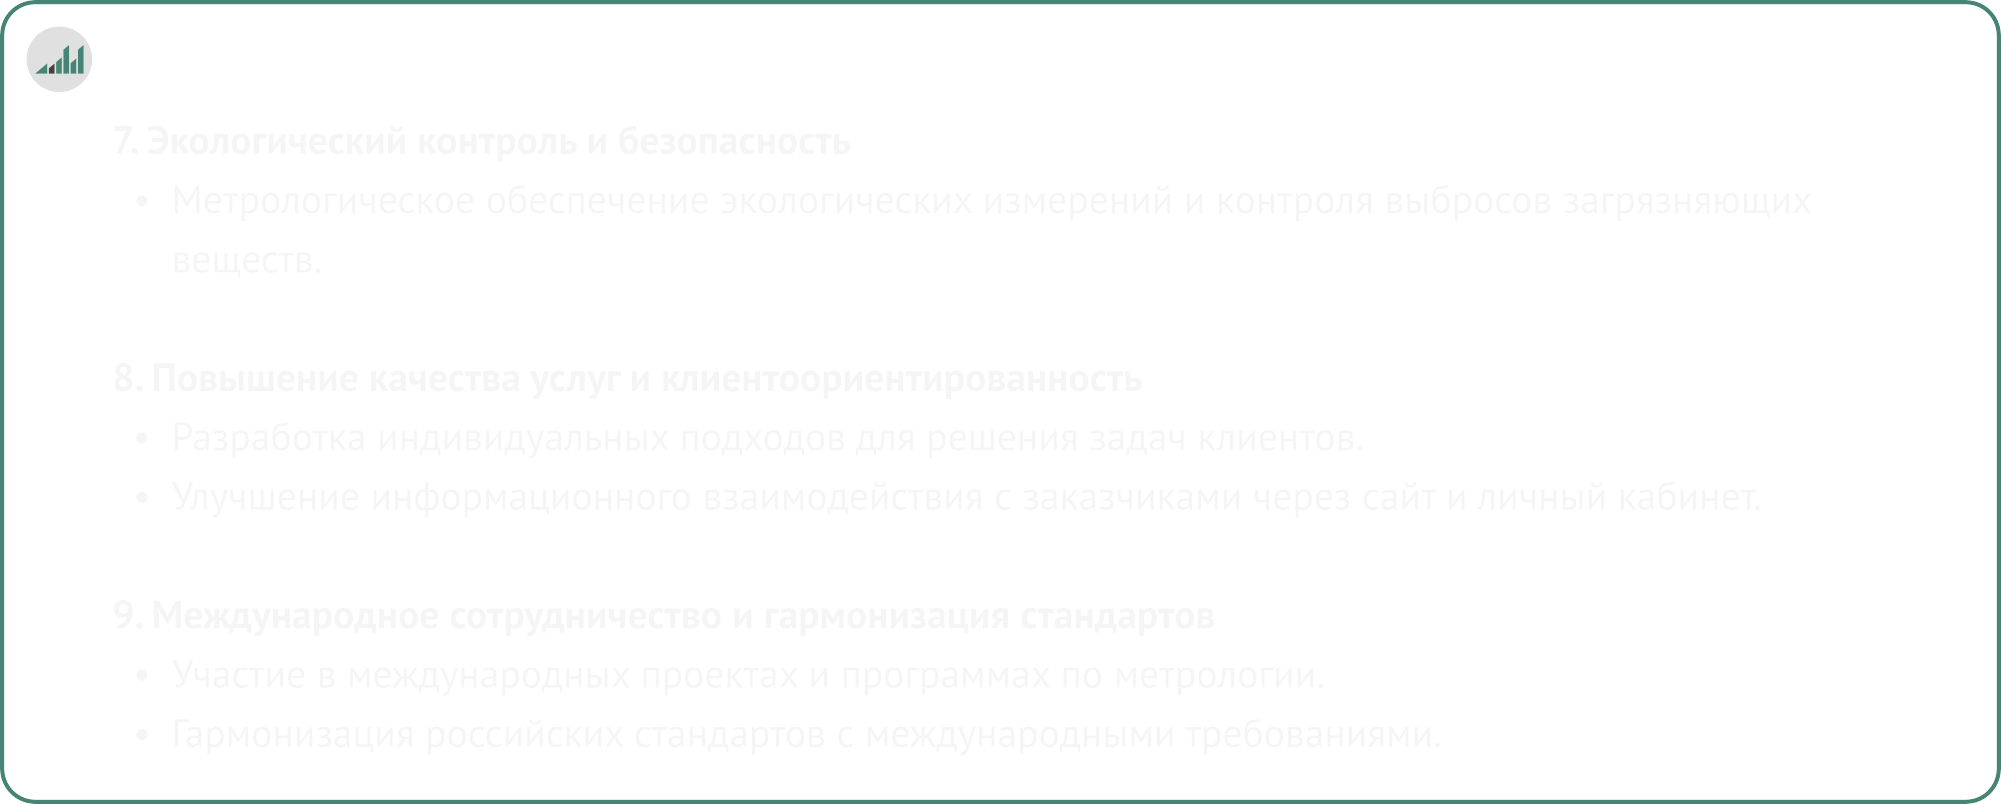 7. Экологический контроль и безопасность
• Метрологическое обеспечение экологических измерений и контроля выбросов загрязняющих
веществ.
8. Повышение качества услуг и клиентоориентированность
• Разработка индивидуальных подходов для решения задач клиентов.
• Улучшение информационного взаимодействия с заказчиками через сайт и личный кабинет.
9. Международное сотрудничество и гармонизация стандартов
• Участие в международных проектах и программах по метрологии.
• Гармонизация российских стандартов с международными требованиями.